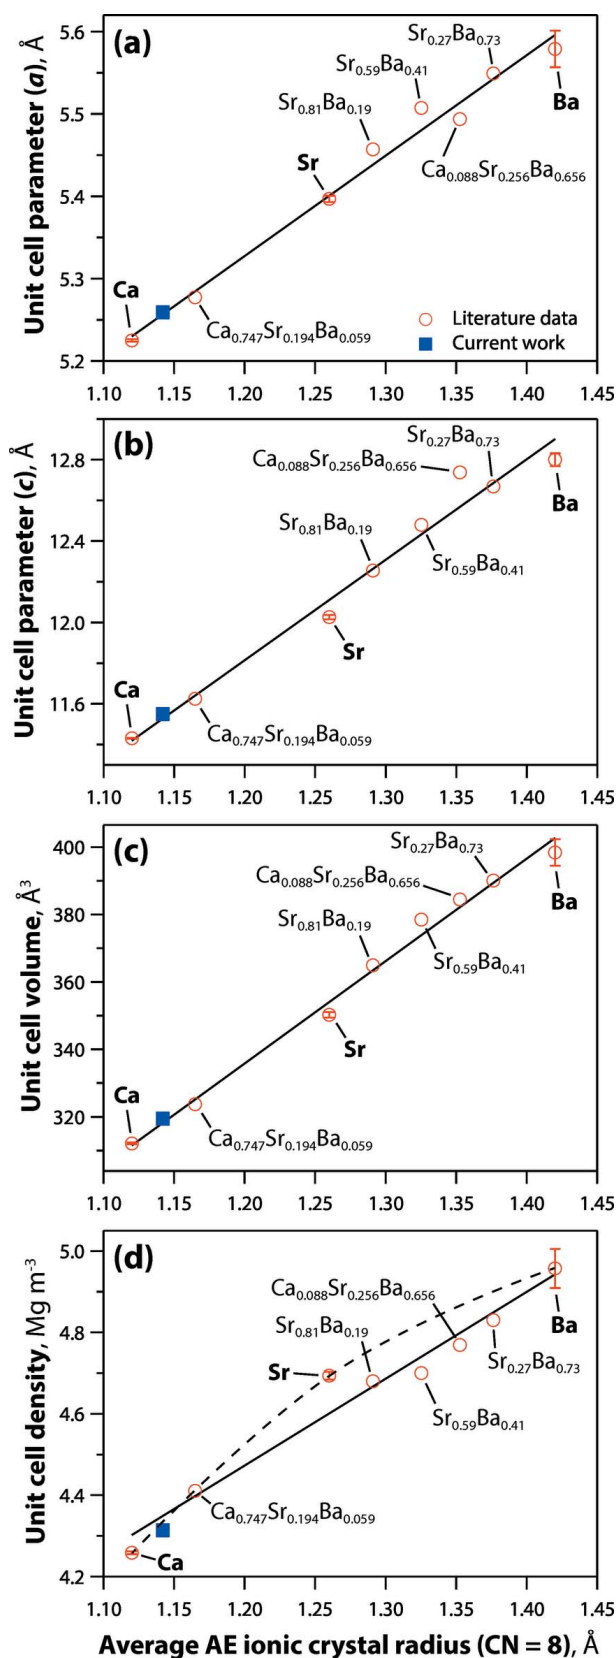 (a)
5.6
5.5
5.4
5.3
5.2
Unit cell parameter (a), Å
Sr0.27Ba0.73
Sr0.59Ba0.41
Sr0.81Ba0.19
Ba
Sr
Ca0.088Sr0.256Ba0.656
Ca
Ca0.747Sr0.194Ba0.059
Literature data
Current work
1.10 1.15 1.20 1.25 1.30 1.35 1.40 1.45
(b)
12.8
12.4
12.0
11.6
Unit cell parameter (c), Å
Sr0.27Ba0.73
Ca0.088Sr0.256Ba0.656
Ba
Sr0.81Ba0.19
Sr0.59Ba0.41
Sr
Ca
Ca0.747Sr0.194Ba0.059
1.10 1.15 1.20 1.25 1.30 1.35 1.40 1.45
(c)
400
380
360
340
320
Unit cell volume, Å3
Sr0.27Ba0.73
Ca0.088Sr0.256Ba0.656
Ba
Sr0.81Ba0.19
Sr0.59Ba0.41
Sr
Ca
Ca0.747Sr0.194Ba0.059
1.10 1.15 1.20 1.25 1.30 1.35 1.40 1.45
(d)
5.0
4.8
4.6
4.4
4.2
Unit cell density, Mg m-3
Ca0.088Sr0.256Ba0.656
Sr0.81Ba0.19
Ba
Sr
Sr0.27Ba0.73
Sr0.59Ba0.41
Ca0.747Sr0.194Ba0.059
Ca
1.10 1.15 1.20 1.25 1.30 1.35 1.40 1.45
Average AE ionic crystal radius (CN = 8), Å